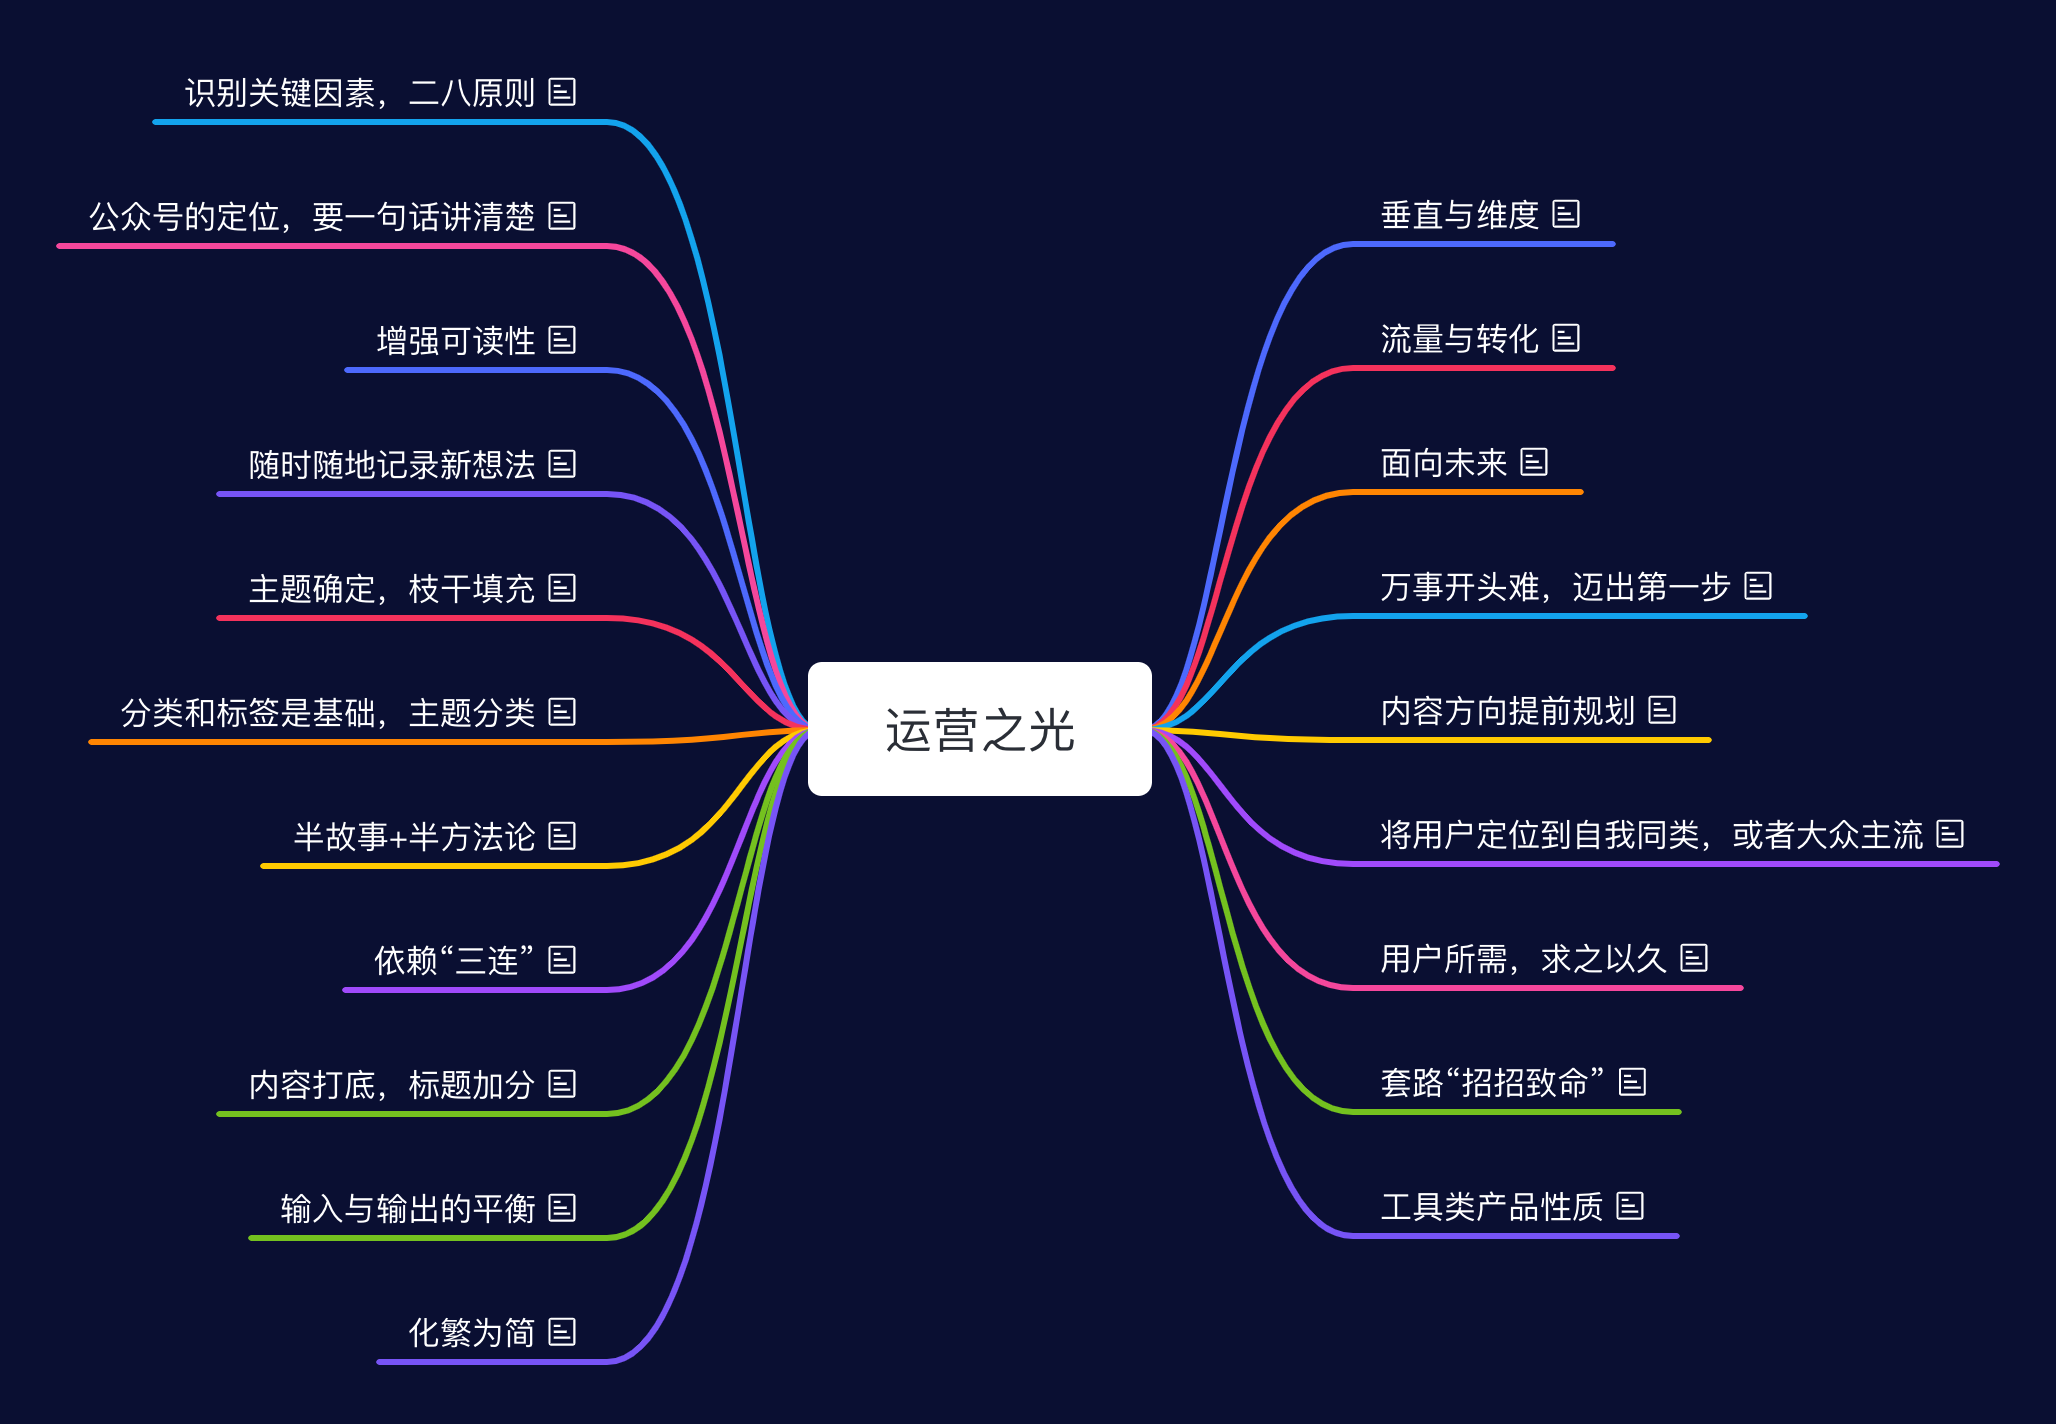 运营之光
垂直与维度
流量与转化
面向未来
万事开头难，迈出第一步
内容方向提前规划
将用户定位到自我同类，或者大众主流
用户所需，求之以久
套路“招招致命”
工具类产品性质
识别关键因素，二八原则
公众号的定位，要一句话讲清楚
增强可读性
随时随地记录新想法
主题确定，枝干填充
分类和标签是基础，主题分类
半故事+半方法论
依赖“三连”
内容打底，标题加分
输入与输出的平衡
化繁为简